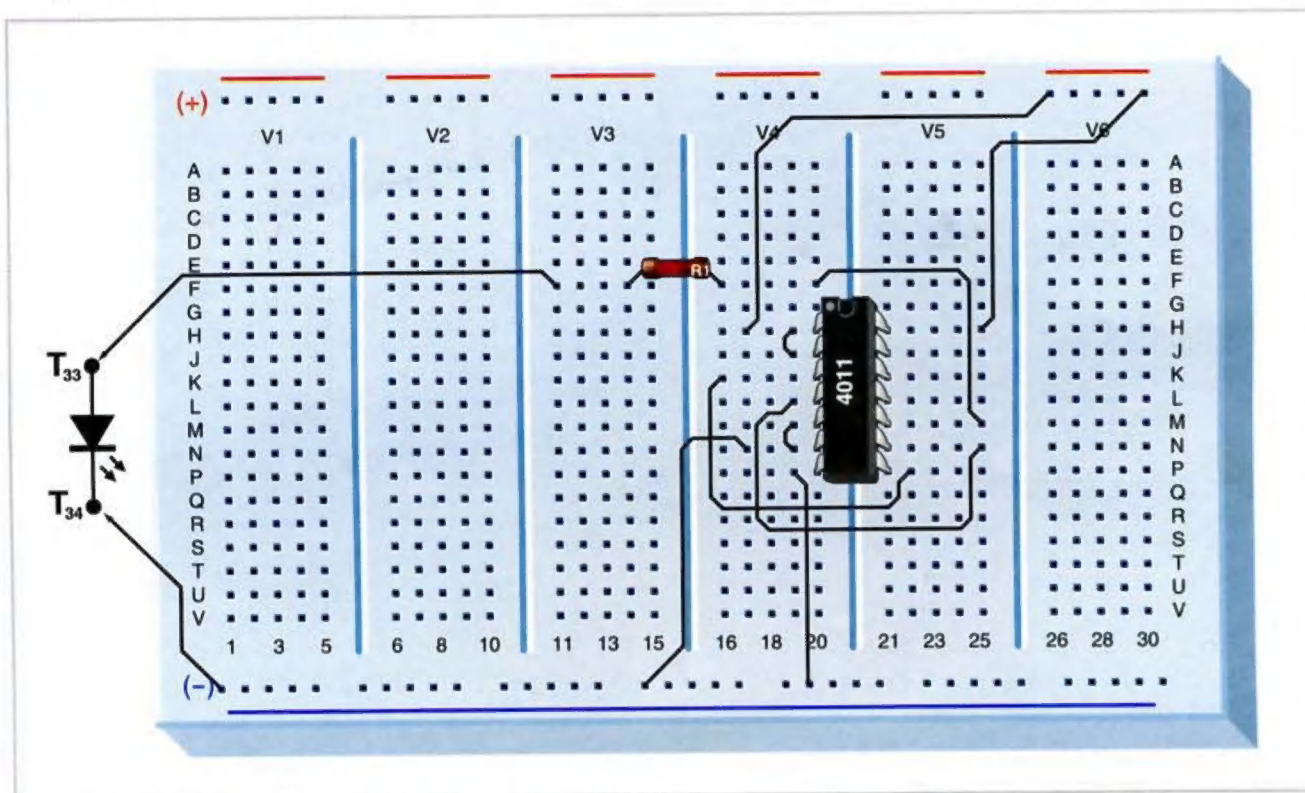 (+)
V1 V2 V3 V4 V5 V6
A A
B B
C C
D D
E R1 E
F F
G G
H H
J J
T33 K 4011 K
L L
M M
N N
P P
T34 Q Q
R R
S S
T T
U U
V V
1 3 5 6 8 10 11 13 15 16 18 20 21 23 25 26 28 30
(-)